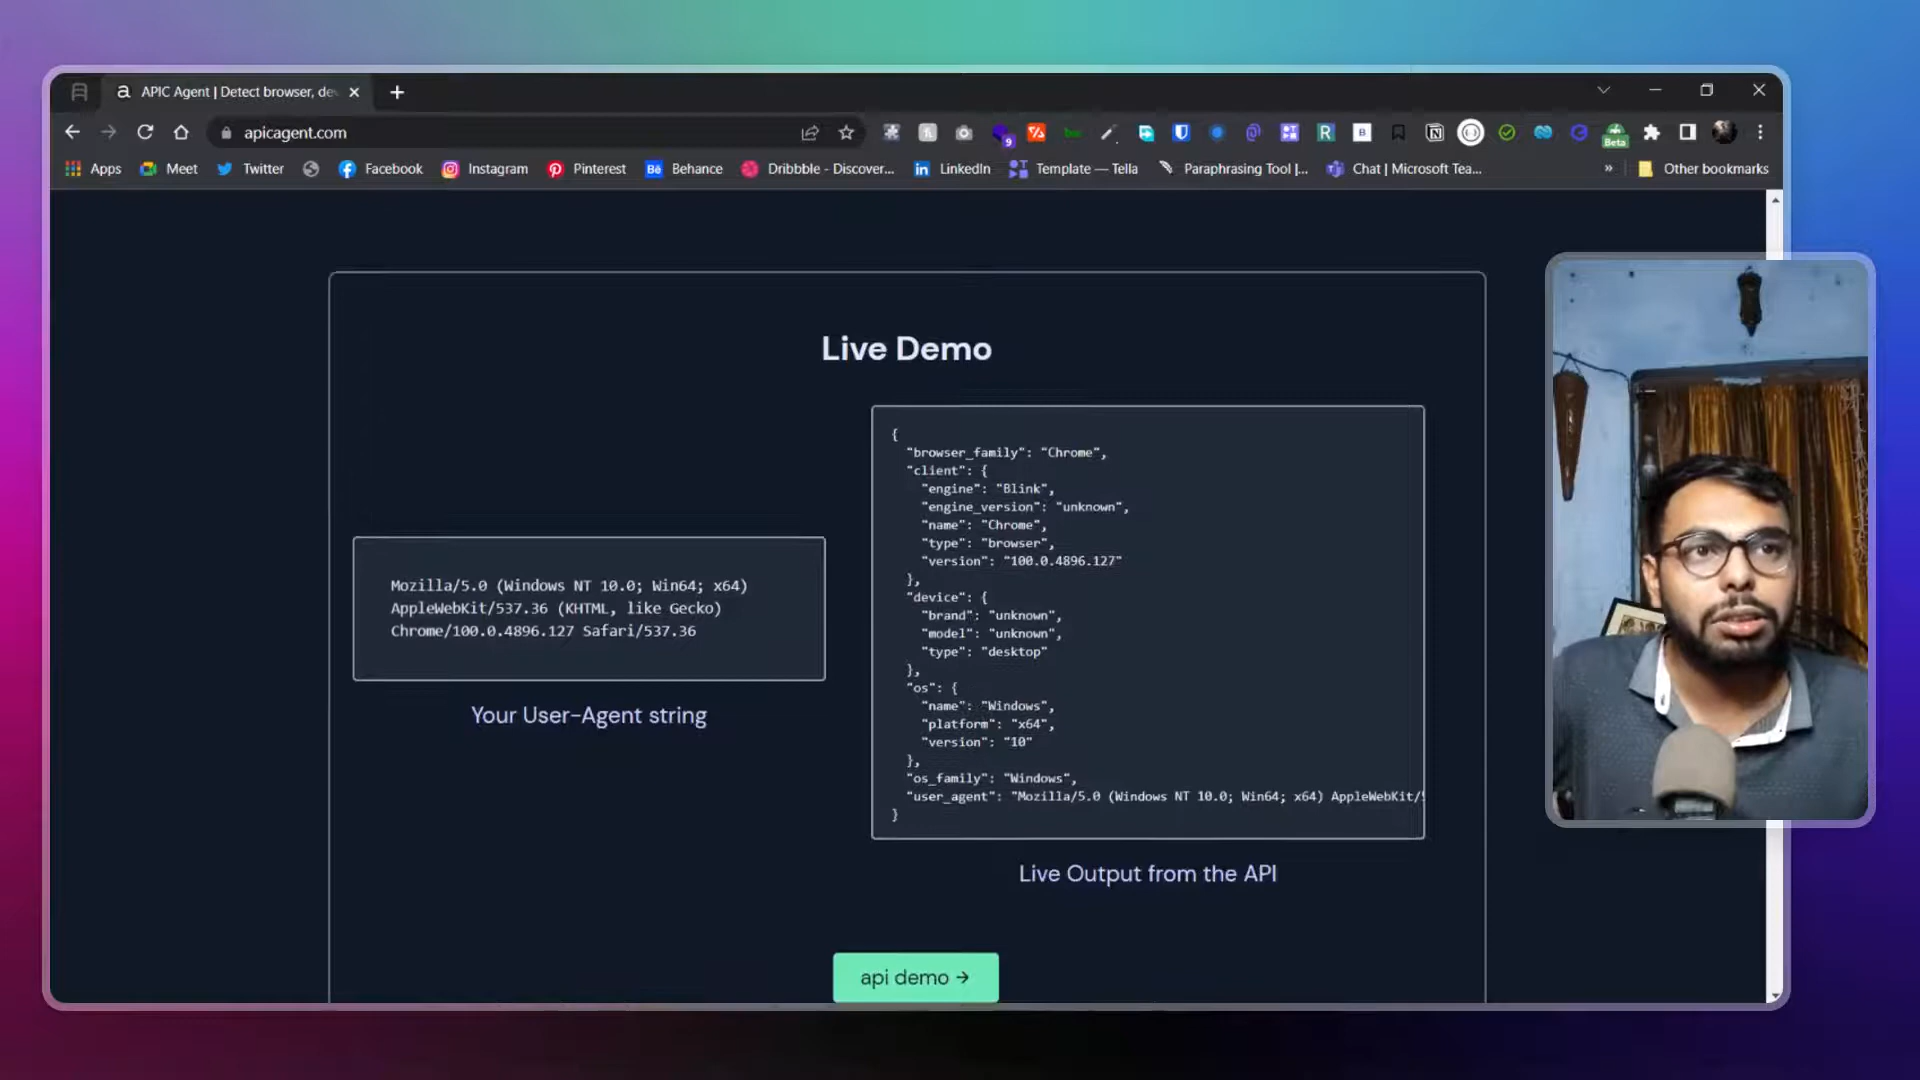 APIC Agent | Detect browser, de
apicagent.com
9
R
B
Beta
Apps
Meet
Twitter
Facebook
Instagram
Pinterest
Bē Behance
Dribbble - Discover...
in LinkedIn
Template — Tella
Paraphrasing Tool |...
Chat | Microsoft Tea...
»
Other bookmarks
Live Demo
Mozilla/5.0 (Windows NT 10.0; Win64; x64)
AppleWebKit/537.36 (KHTML, like Gecko)
Chrome/100.0.4896.127 Safari/537.36
Your User-Agent string
{
"browser_family": "Chrome",
"client": {
"engine": "Blink",
"engine_version": "unknown",
"name": "Chrome",
"type": "browser",
"version": "100.0.4896.127"
},
"device": {
"brand": "unknown",
"model": "unknown",
"type": "desktop"
},
"os": {
"name": "Windows",
"platform": "x64",
"version": "10"
},
"os_family": "Windows",
"user_agent": "Mozilla/5.0 (Windows NT 10.0; Win64; x64) AppleWebKit/5
}
Live Output from the API
api demo →